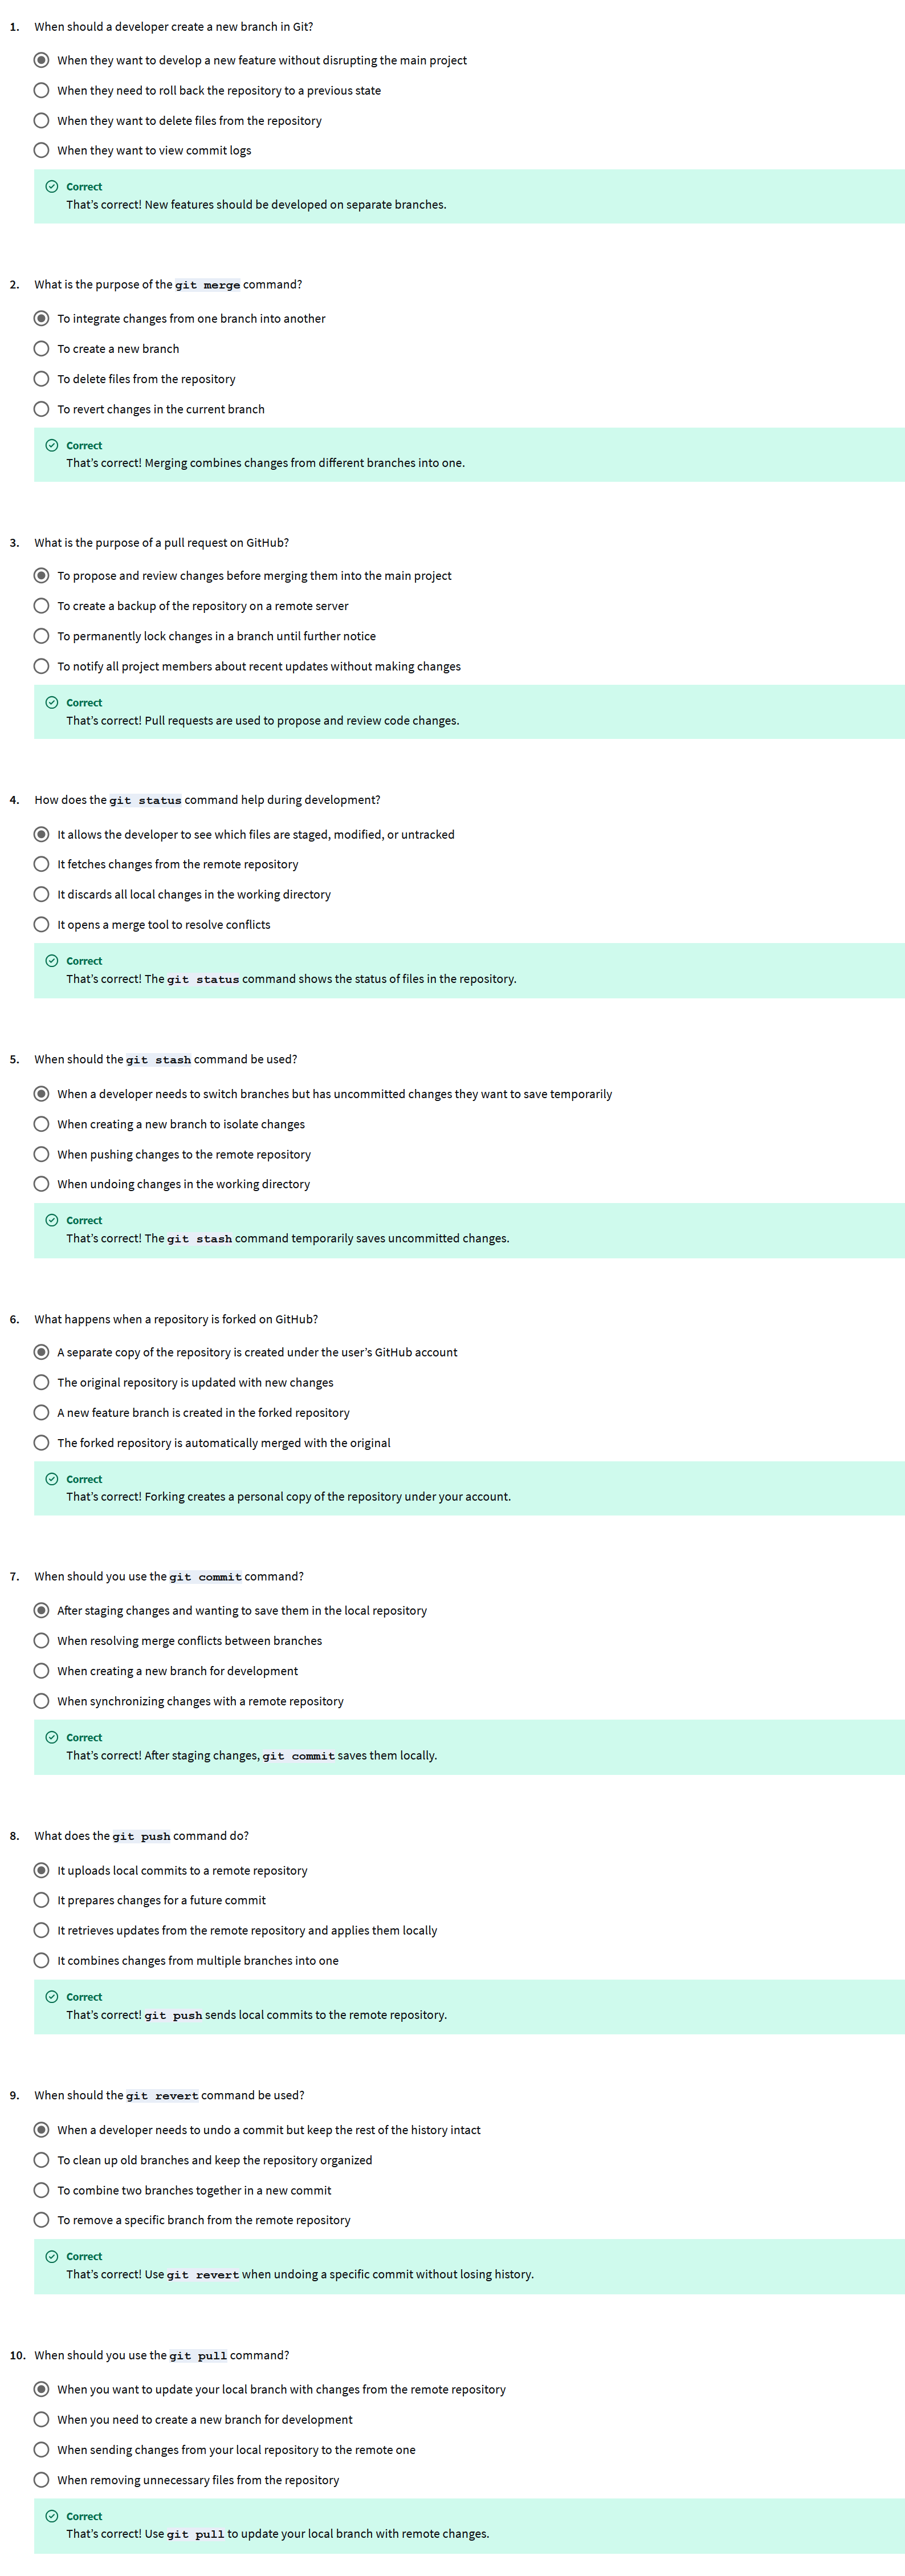 1. When should a developer create a new branch in Git?
When they want to develop a new feature without disrupting the main project
When they need to roll back the repository to a previous state
When they want to delete files from the repository
When they want to view commit logs
Correct
That's correct! New features should be developed on separate branches.
2. What is the purpose of the git merge command?
To integrate changes from one branch into another
To create a new branch
To delete files from the repository
To revert changes in the current branch
Correct
That's correct! Merging combines changes from different branches into one.
3. What is the purpose of a pull request on GitHub?
To propose and review changes before merging them into the main project
To create a backup of the repository on a remote server
To permanently lock changes in a branch until further notice
To notify all project members about recent updates without making changes
Correct
That's correct! Pull requests are used to propose and review code changes.
4. How does the git status command help during development?
It allows the developer to see which files are staged, modified, or untracked
It fetches changes from the remote repository
It discards all local changes in the working directory
It opens a merge tool to resolve conflicts
Correct
That's correct! The git status command shows the status of files in the repository.
5. When should the git stash command be used?
When a developer needs to switch branches but has uncommitted changes they want to save temporarily
When creating a new branch to isolate changes
When pushing changes to the remote repository
When undoing changes in the working directory
Correct
That's correct! The git stash command temporarily saves uncommitted changes.
6. What happens when a repository is forked on GitHub?
A separate copy of the repository is created under the user's GitHub account
The original repository is updated with new changes
A new feature branch is created in the forked repository
The forked repository is automatically merged with the original
Correct
That's correct! Forking creates a personal copy of the repository under your account.
7. When should you use the git commit command?
After staging changes and wanting to save them in the local repository
When resolving merge conflicts between branches
When creating a new branch for development
When synchronizing changes with a remote repository
Correct
That's correct! After staging changes, git commit saves them locally.
8. What does the git push command do?
It uploads local commits to a remote repository
It prepares changes for a future commit
It retrieves updates from the remote repository and applies them locally
It combines changes from multiple branches into one
Correct
That's correct! git push sends local commits to the remote repository.
9. When should the git revert command be used?
When a developer needs to undo a commit but keep the rest of the history intact
To clean up old branches and keep the repository organized
To combine two branches together in a new commit
To remove a specific branch from the remote repository
Correct
That's correct! Use git revert when undoing a specific commit without losing history.
10. When should you use the git pull command?
When you want to update your local branch with changes from the remote repository
When you need to create a new branch for development
When sending changes from your local repository to the remote one
When removing unnecessary files from the repository
Correct
That's correct! Use git pull to update your local branch with remote changes.